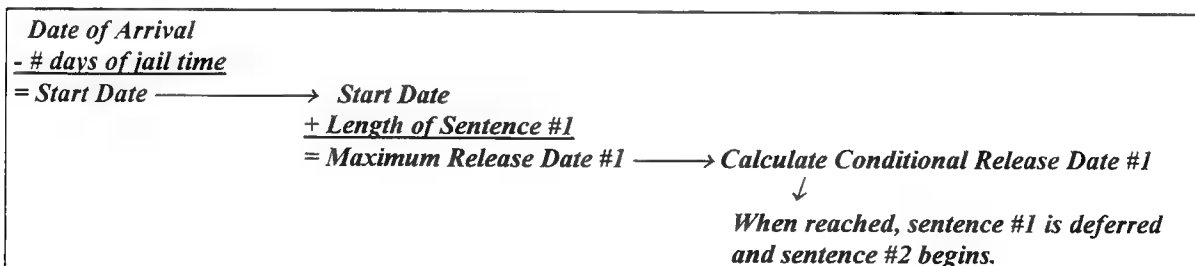 Date of Arrival
- # days of jail time
= Start Date ⟶ Start Date
+ Length of Sentence #1
= Maximum Release Date #1 ⟶ Calculate Conditional Release Date #1
↓
When reached, sentence #1 is deferred
and sentence #2 begins.